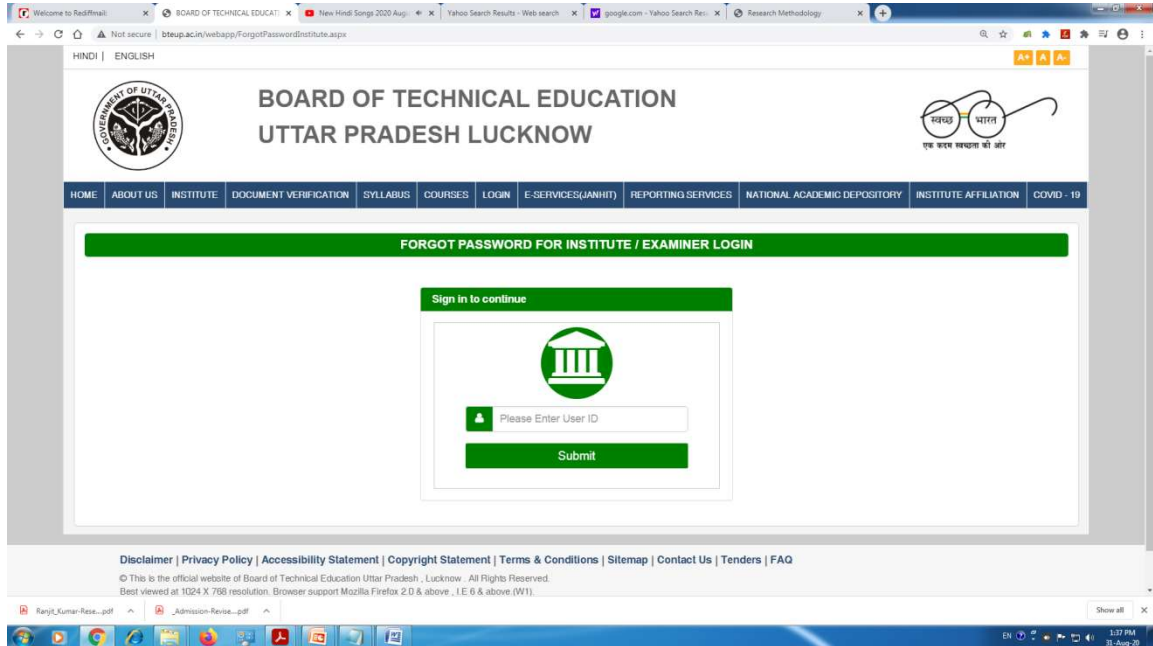 Welcome to Rediffmail:
BOARD OF TECHNICAL EDUCATI
New Hindi Songs 2020 Augu
Yahoo Search Results - Web search
google.com - Yahoo Search Res
Research Methodology
Not secure | bteup.ac.in/webapp/ForgotPasswordInstitute.aspx
HINDI | ENGLISH
A+ A A-
GOVERNMENT OF UTTAR PRADESH
BOARD OF TECHNICAL EDUCATION
UTTAR PRADESH LUCKNOW
स्वच्छ भारत
एक कदम स्वच्छता की ओर
HOME ABOUT US INSTITUTE DOCUMENT VERIFICATION SYLLABUS COURSES LOGIN E-SERVICES(JANHIT) REPORTING SERVICES NATIONAL ACADEMIC DEPOSITORY INSTITUTE AFFILIATION COVID - 19
FORGOT PASSWORD FOR INSTITUTE / EXAMINER LOGIN
Sign in to continue
Please Enter User ID
Submit
Disclaimer | Privacy Policy | Accessibility Statement | Copyright Statement | Terms & Conditions | Sitemap | Contact Us | Tenders | FAQ
© This is the official website of Board of Technical Education Uttar Pradesh , Lucknow . All Rights Reserved.
Best viewed at 1024 X 768 resolution. Browser support Mozilla Firefox 2.0 & above , I.E 6 & above.(W1).
Ranjit_Kumar-Rese....pdf
_Admission-Revise....pdf
Show all
EN
1:37 PM
31-Aug-20